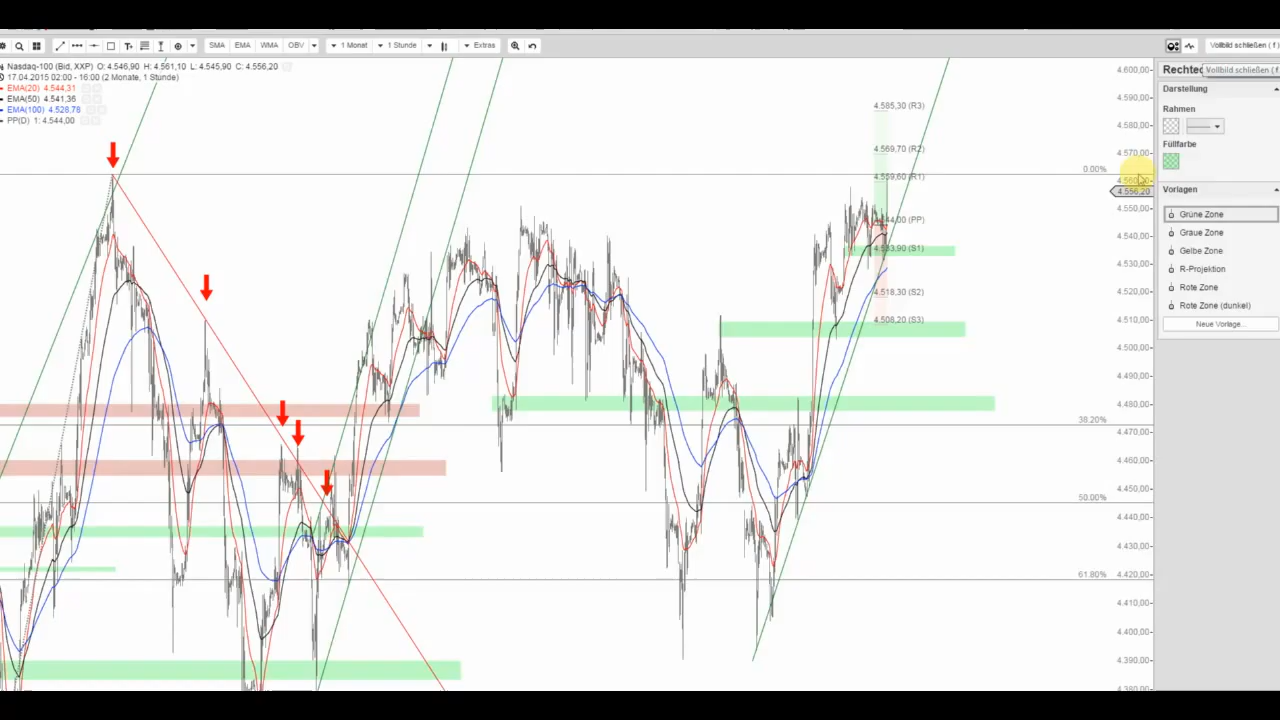 SMA EMA WMA OBV 1 Monat 1 Stunde Extras Vollbild schließen ( f
Nasdaq-100 (Bid, XXP) O: 4.546,90 H: 4.561,10 L: 4.545,90 C: 4.556,20
17.04.2015 02:00 - 16:00 (2 Monate, 1 Stunde)
EMA(20) 4.544,31
EMA(50) 4.541,36
EMA(100) 4.528,78
PP(D) 1: 4.544,00
4.585,30 (R3)
4.569,70 (R2)
4.559,60 (R1)
(PP)
(S1)
4.518,30 (S2)
4.508,20 (S3)
0.00%
38.20%
50.00%
61.80%
4.600,00
4.590,00
4.580,00
4.570,00
4.556,20
4.550,00
4.540,00
4.530,00
4.520,00
4.510,00
4.500,00
4.490,00
4.480,00
4.470,00
4.460,00
4.450,00
4.440,00
4.430,00
4.420,00
4.410,00
4.400,00
4.390,00
Vollbild schließen ( f
Darstellung
Rahmen
Füllfarbe
Vorlagen
Grüne Zone
Graue Zone
Gelbe Zone
R-Projektion
Rote Zone
Rote Zone (dunkel)
Neue Vorlage...